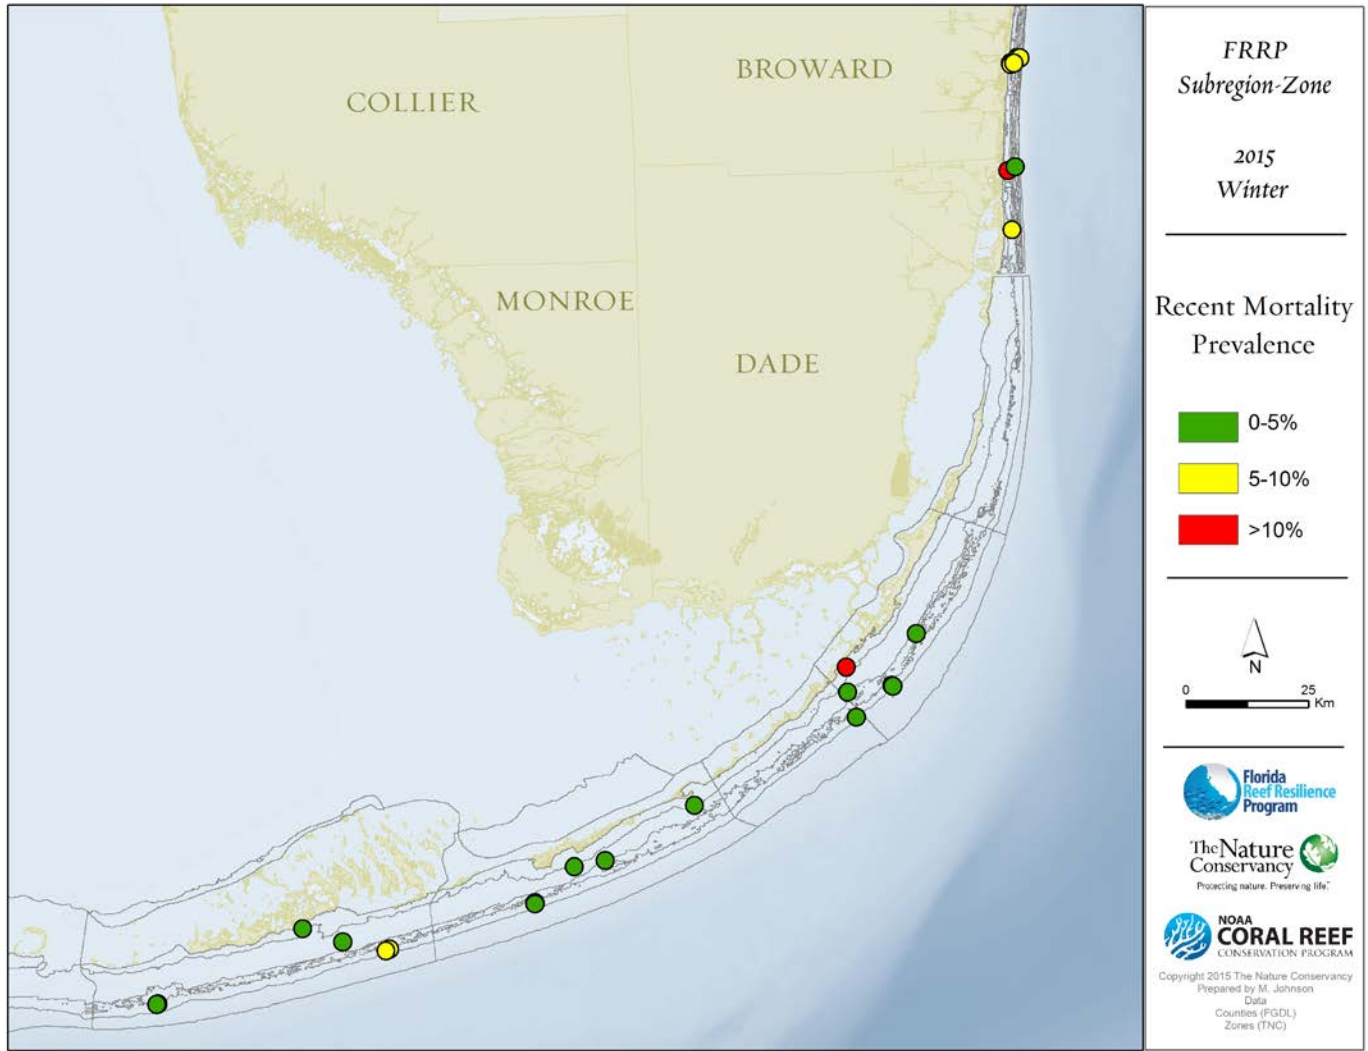 COLLIER
BROWARD
MONROE
DADE
FRRP
Subregion-Zone
2015
Winter
Recent Mortality
Prevalence
0-5%
5-10%
>10%
N
0 25
Km
Florida
Reef Resilience
Program
The Nature
Conservancy
Protecting nature. Preserving life.™
NOAA
CORAL REEF
CONSERVATION PROGRAM
Copyright 2015 The Nature Conservancy
Prepared by M. Johnson
Data
Counties (FGDL)
Zones (TNC)